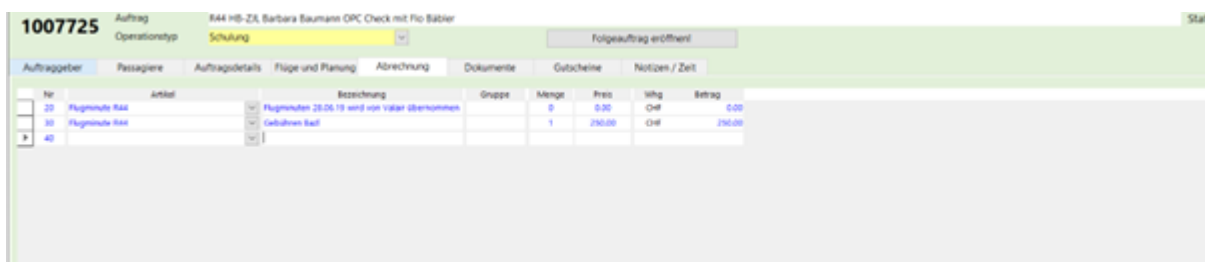 1007725
Auftrag R44 HB-ZJL Barbara Baumann OPC Check mit Flo Bäbler
Stat
Operationstyp Schulung Folgeauftrag eröffnen!
Auftraggeber Passagiere Auftragsdetails Flüge und Planung Abrechnung Dokumente Gutscheine Notizen / Zeit
Nr Artikel Bezeichnung Gruppe Menge Preis Whg Betrag
20 Flugminute R44 Flugminuten 28.06.19 wird von Valair übernommen 0 0.00 CHF 0.00
30 Flugminute R44 Gebühren Bazl 1 250.00 CHF 250.00
40